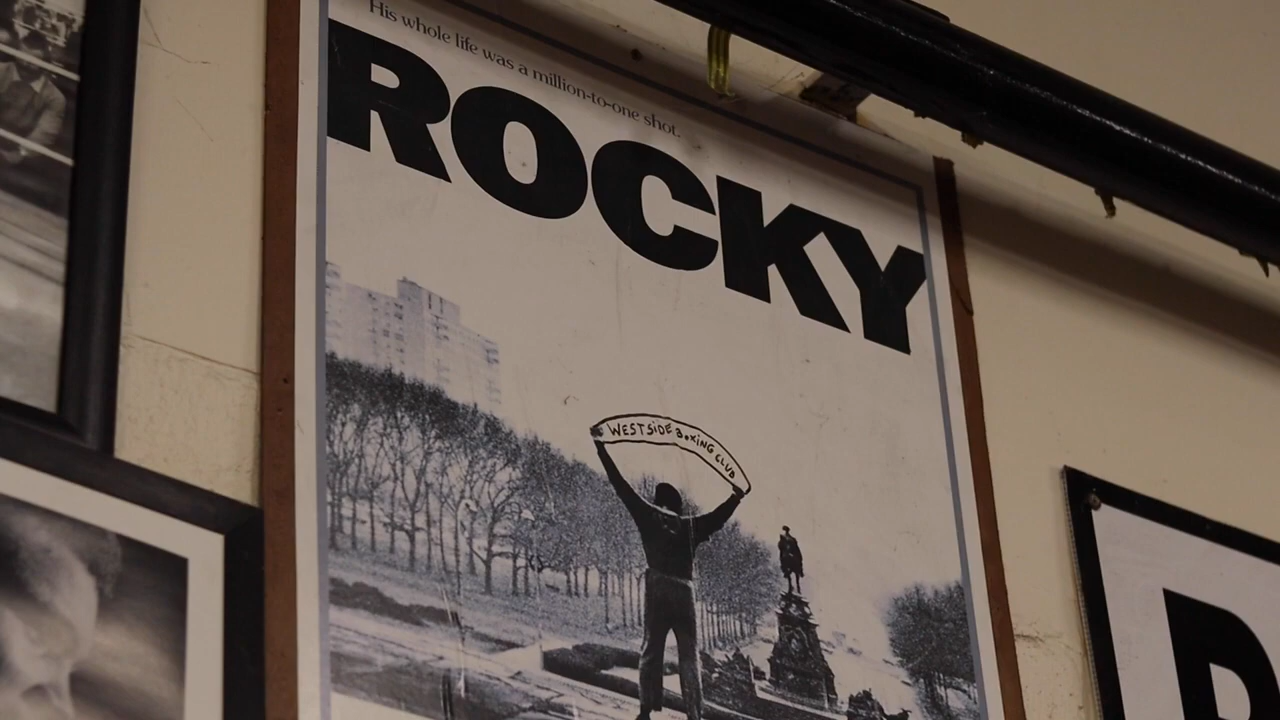 His whole life was a million-to-one shot.
ROCKY
WESTSIDE BOXING CLUB